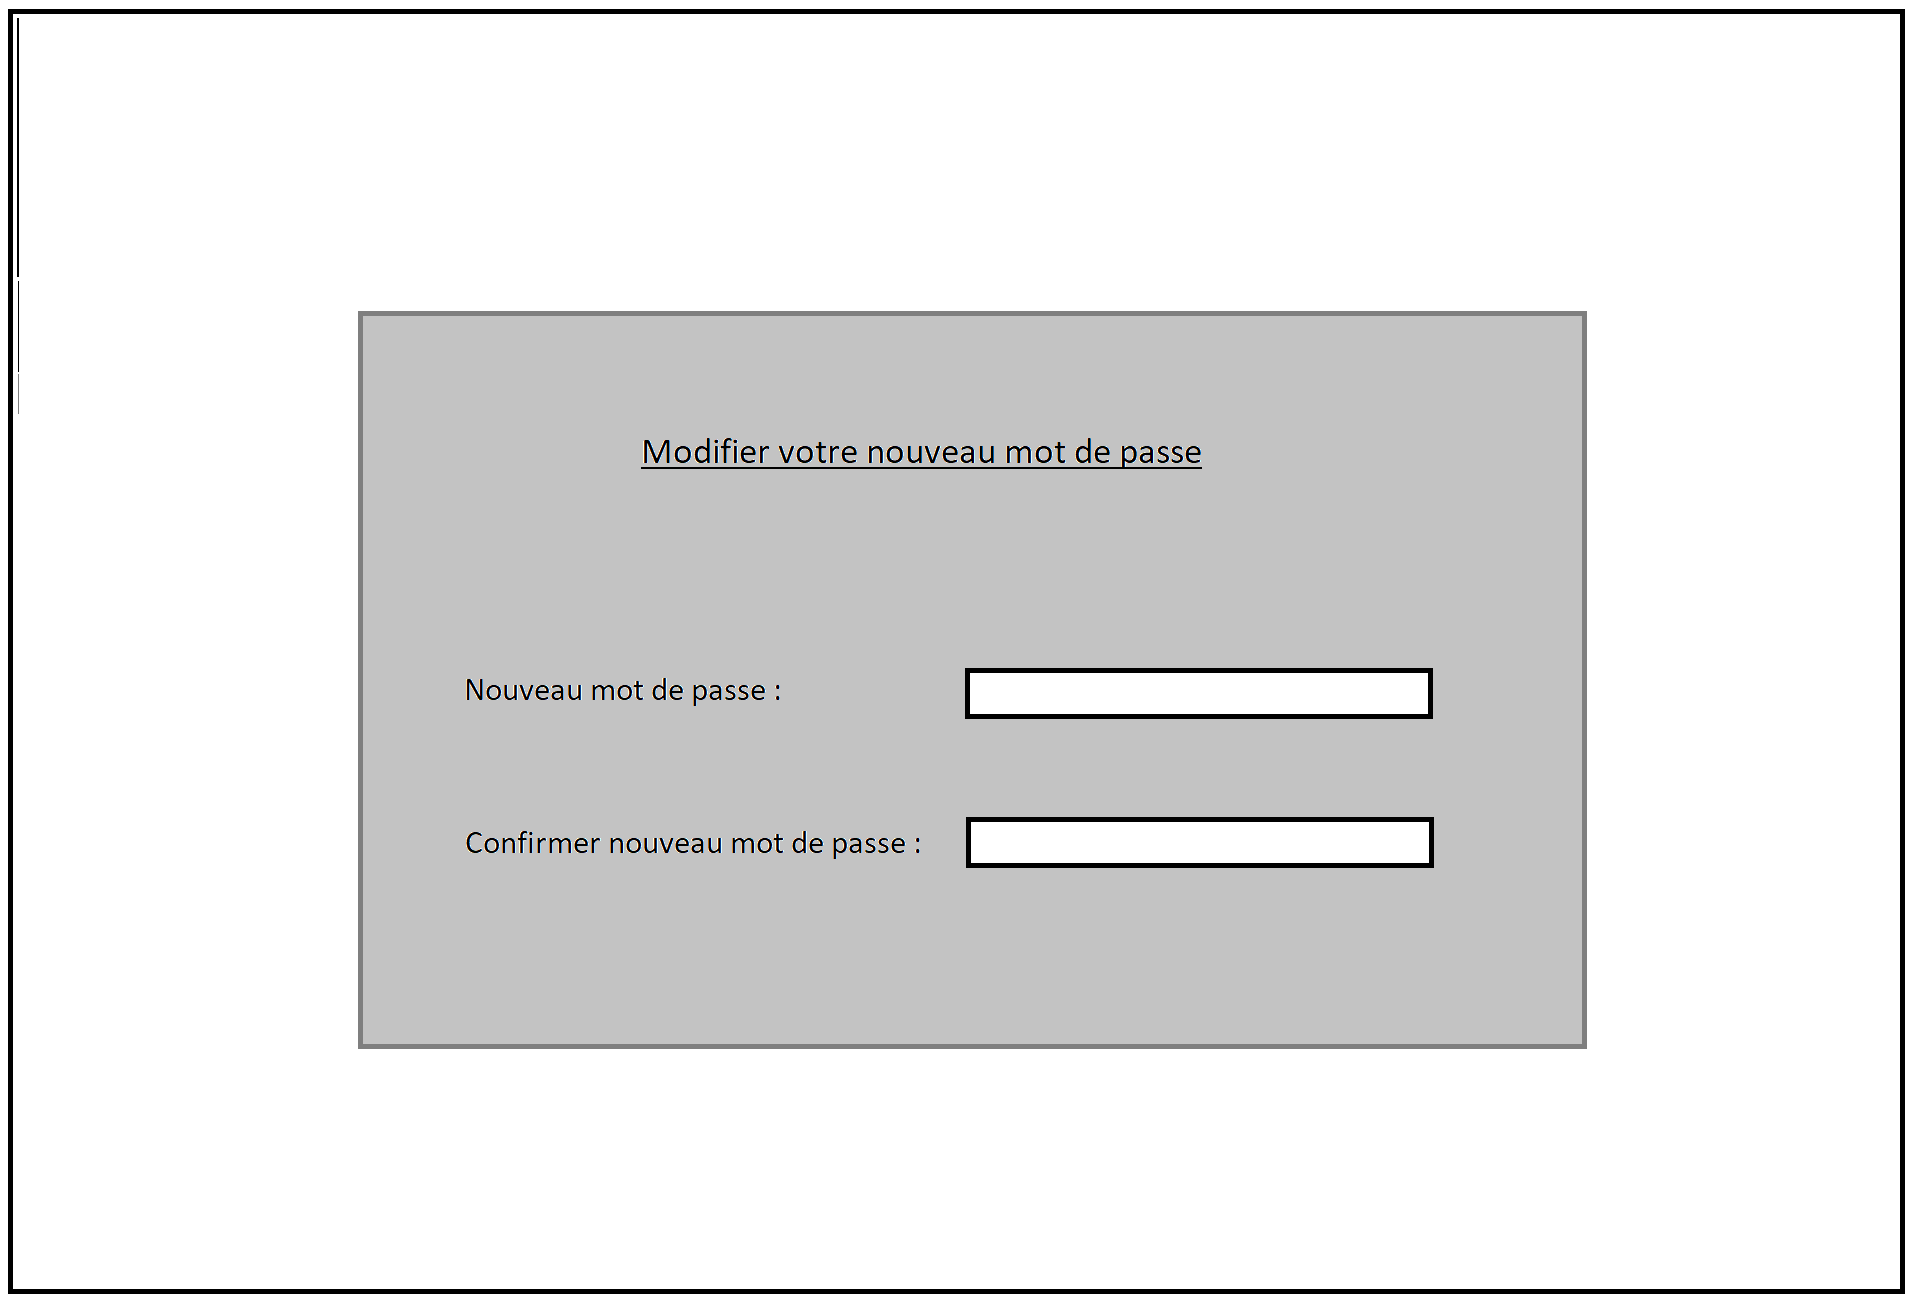 Modifier votre nouveau mot de passe
Nouveau mot de passe :
Confirmer nouveau mot de passe :